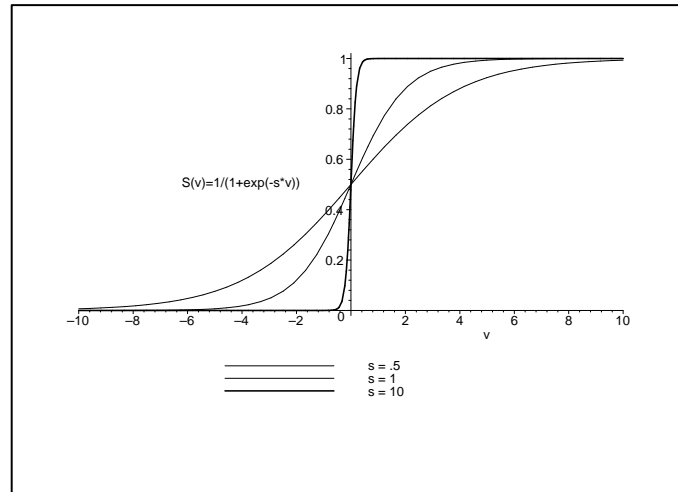 1
0.8
0.6
S(v)=1/(1+exp(-s*v))
0.4
0.2
0
−10 −8 −6 −4 −2 2 4 6 8 10
v
s = .5
s = 1
s = 10